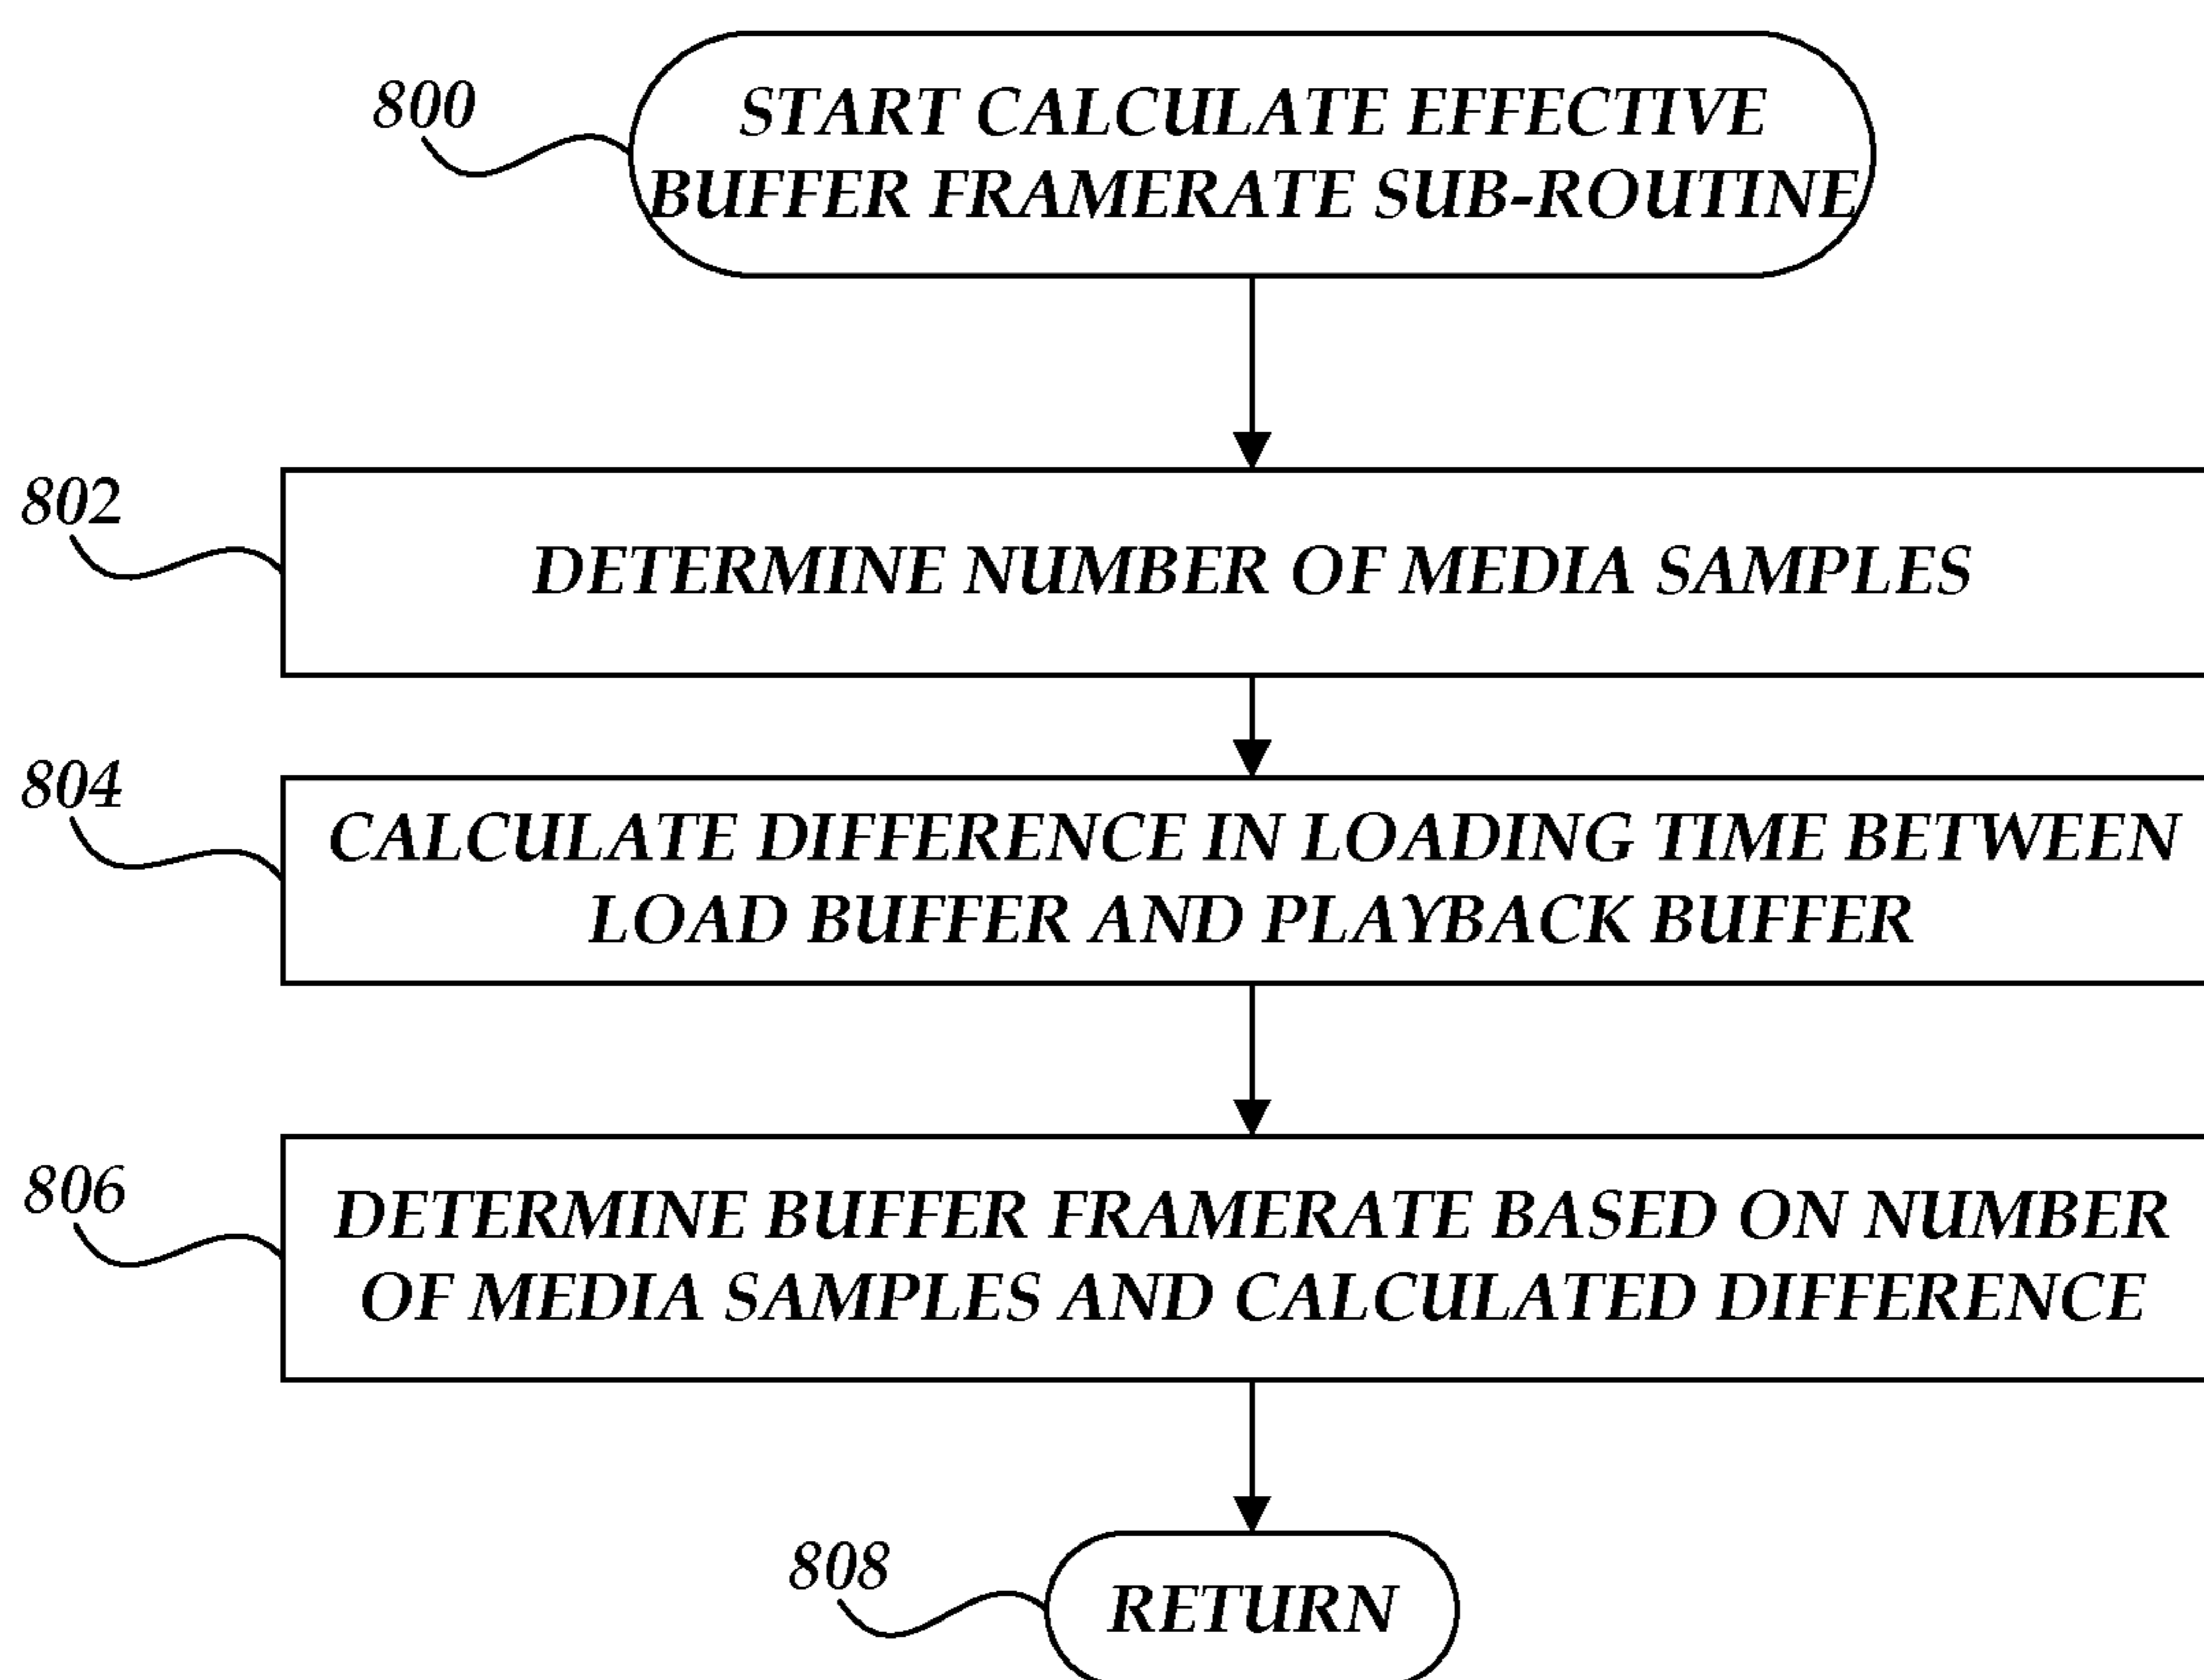 800
START CALCULATE EFFECTIVE
BUFFER FRAMERATE SUB-ROUTINE
802
DETERMINE NUMBER OF MEDIA SAMPLES
804
CALCULATE DIFFERENCE IN LOADING TIME BETWEEN
LOAD BUFFER AND PLAYBACK BUFFER
806
DETERMINE BUFFER FRAMERATE BASED ON NUMBER
OF MEDIA SAMPLES AND CALCULATED DIFFERENCE
808
RETURN